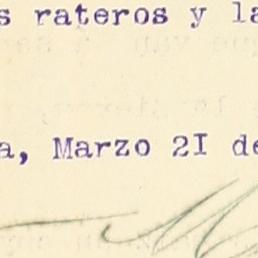 s rateros y la
a, Marzo 2I de